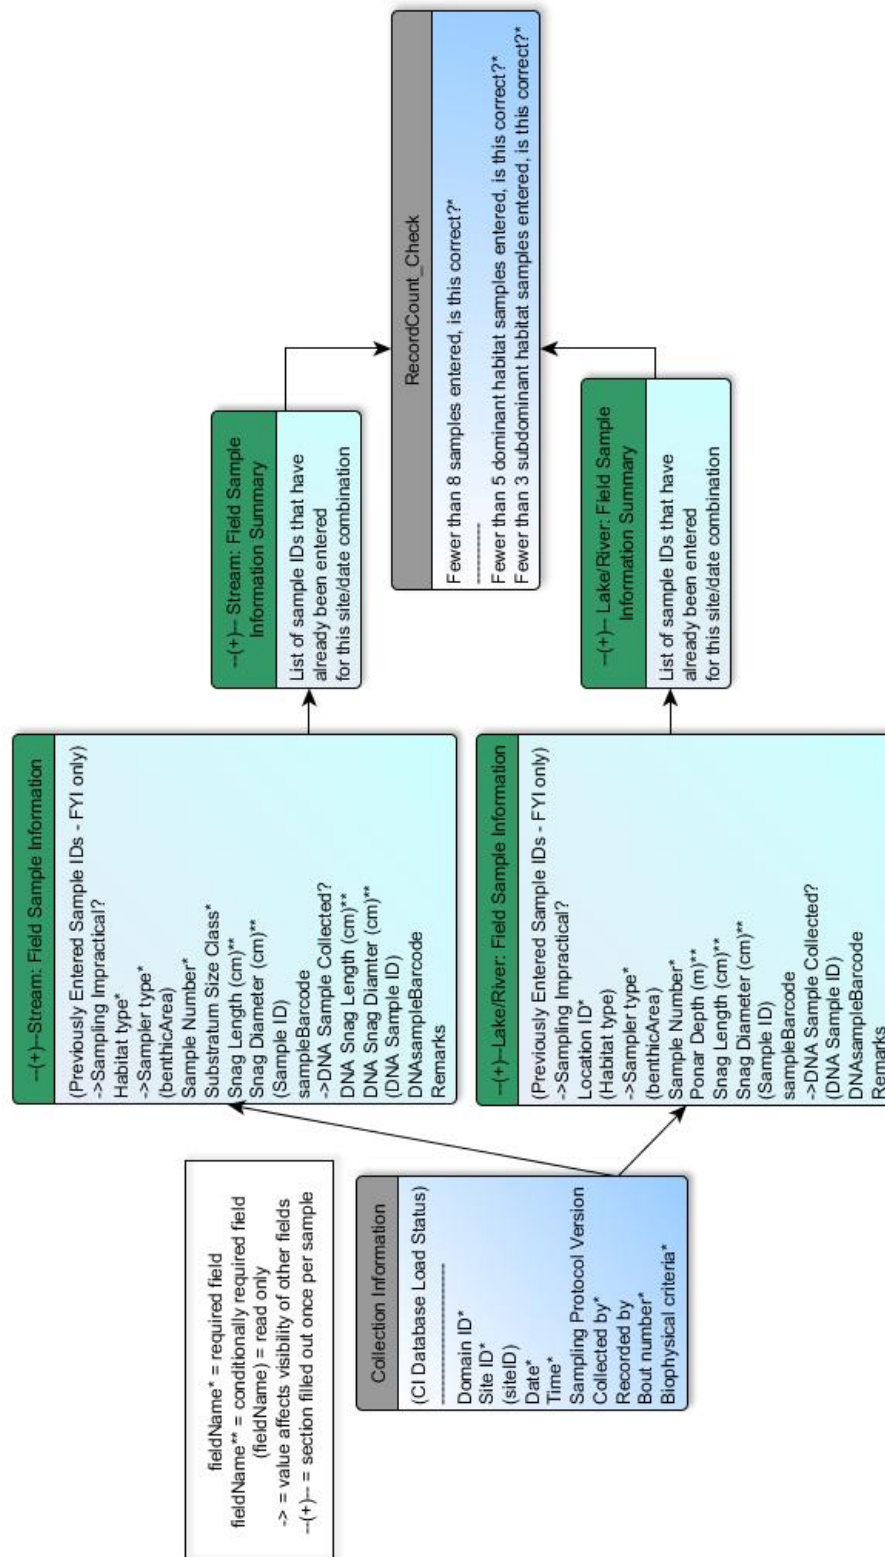 fieldName* = required field
fieldName** = conditionally required field
(fieldName) = read only
-> = value affects visibility of other fields
--(+)-- = section filled out once per sample
Collection Information
(CI Database Load Status)
--------------------
Domain ID*
Site ID*
(siteID)
Date*
Time*
Sampling Protocol Version
Collected by*
Recorded by
Bout number*
Biophysical criteria*
--(+)--Stream: Field Sample Information
(Previously Entered Sample IDs - FYI only)
->Sampling Impractical?
Habitat type*
->Sampler type*
(benthicArea)
Sample Number*
Substratum Size Class*
Snag Length (cm)**
Snag Diameter (cm)**
(Sample ID)
sampleBarcode
->DNA Sample Collected?
DNA Snag Length (cm)**
DNA Snag Diamter (cm)**
(DNA Sample ID)
DNAsampleBarcode
Remarks
--(+)--Lake/River: Field Sample Information
(Previously Entered Sample IDs - FYI only)
->Sampling Impractical?
Location ID*
(Habitat type)
->Sampler type*
(benthicArea)
Sample Number*
Ponar Depth (m)**
Snag Length (cm)**
Snag Diameter (cm)**
(Sample ID)
sampleBarcode
->DNA Sample Collected?
(DNA Sample ID)
DNAsampleBarcode
Remarks
--(+)-- Stream: Field Sample
Information Summary
List of sample IDs that have
already been entered
for this site/date combination
--(+)-- Lake/River: Field Sample
Information Summary
List of sample IDs that have
already been entered
for this site/date combination
RecordCount_Check
Fewer than 8 samples entered, is this correct?*
--------------
Fewer than 5 dominant habitat samples entered, is this correct?*
Fewer than 3 subdominant habitat samples entered, is this correct?*